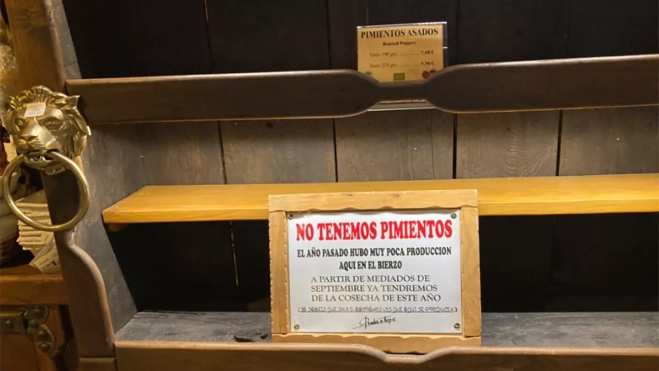 PIMIENTOS ASADOS
Roasted Peppers
NO TENEMOS PIMIENTOS
EL AÑO PASADO HUBO MUY POCA PRODUCCION
AQUI EN EL BIERZO
A PARTIR DE MEDIADOS DE
SEPTIEMBRE YA TENDREMOS
DE LA COSECHA DE ESTE AÑO